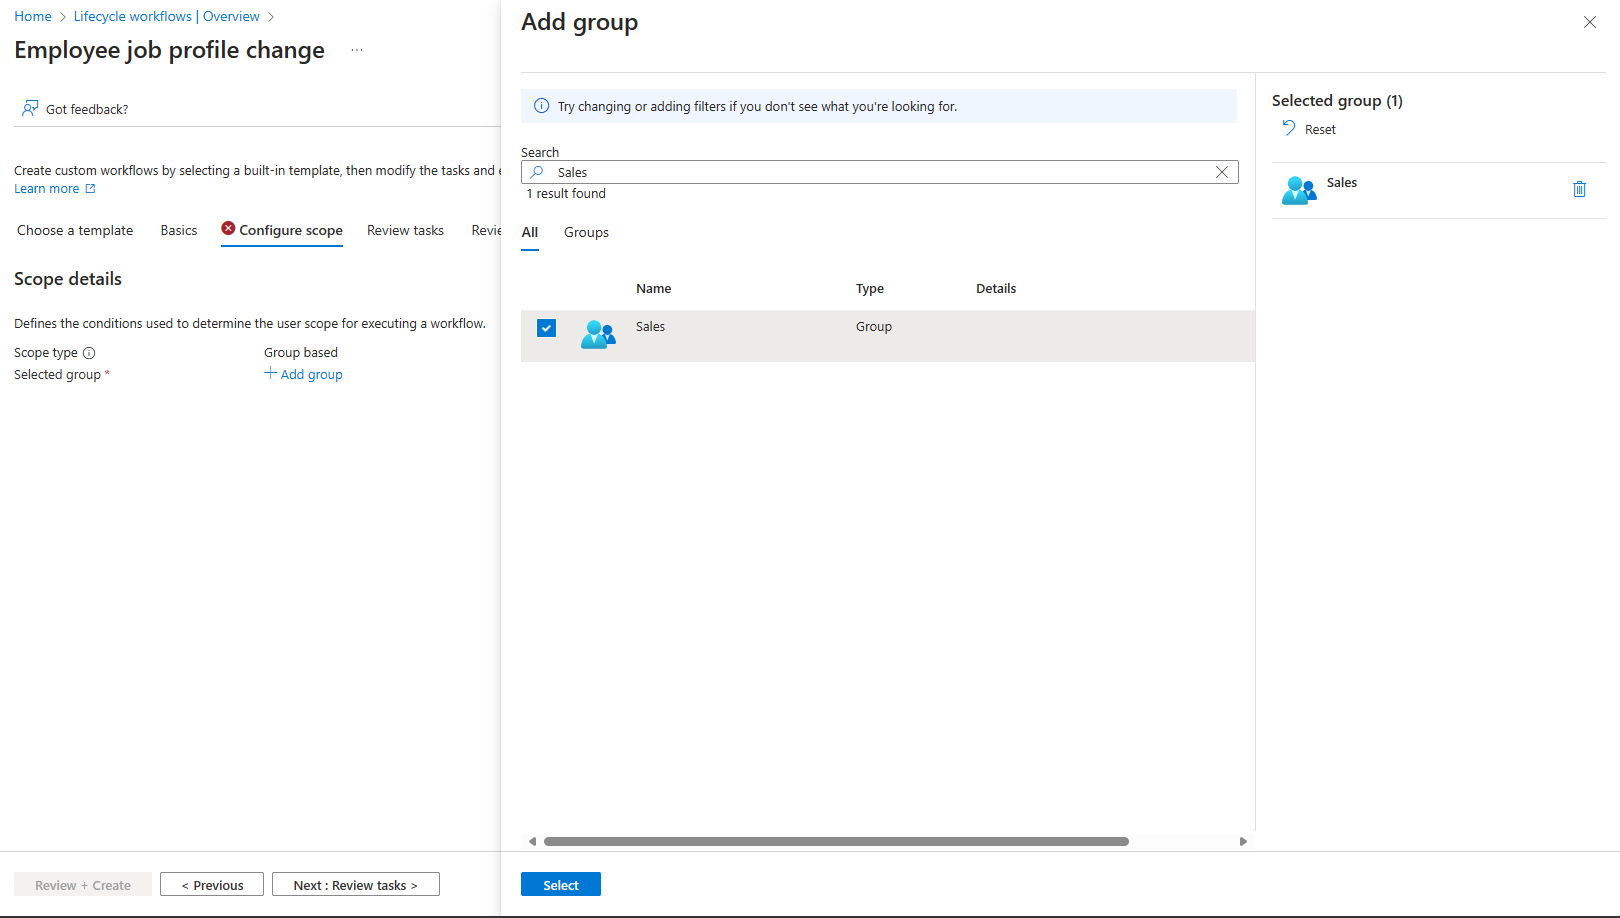 Home > Lifecycle workflows | Overview >
Employee job profile change ...
Got feedback?
Create custom workflows by selecting a built-in template, then modify the tasks and
Learn more
Choose a template Basics Configure scope Review tasks
Scope details
Defines the conditions used to determine the user scope for executing a workflow.
Scope type Group based
Selected group * + Add group
Review + Create < Previous Next : Review tasks >
Add group
Try changing or adding filters if you don't see what you're looking for.
Search
Sales
1 result found
All Groups
Name Type Details
Sales Group
Select
Selected group (1)
Reset
Sales